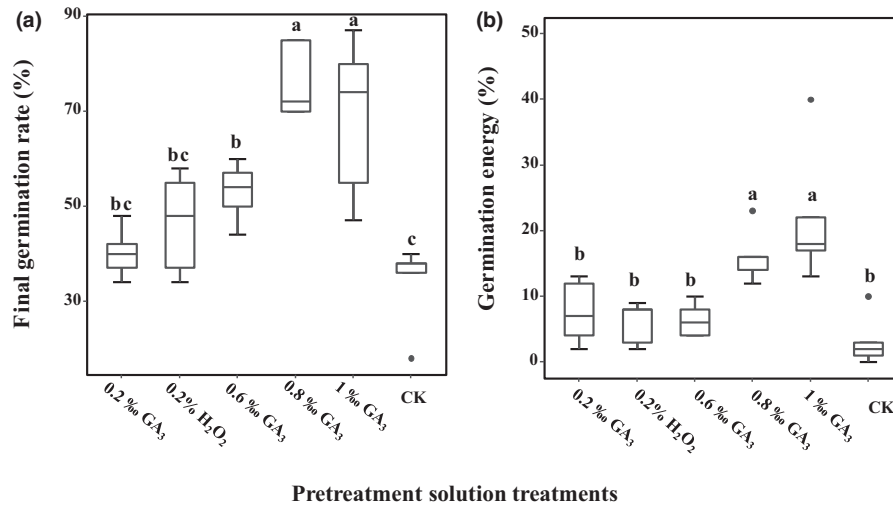 (a)
Final germination rate (%)
90
70
50
30
a
a
b
bc
bc
c
0.2 ‰ GA₃
0.2% H₂O₂
0.6 ‰ GA₃
0.8 ‰ GA₃
1 ‰ GA₃
CK
(b)
Germination energy (%)
50
40
30
20
10
0
a
a
b
b
b
b
0.2 ‰ GA₃
0.2% H₂O₂
0.6 ‰ GA₃
0.8 ‰ GA₃
1 ‰ GA₃
CK
Pretreatment solution treatments